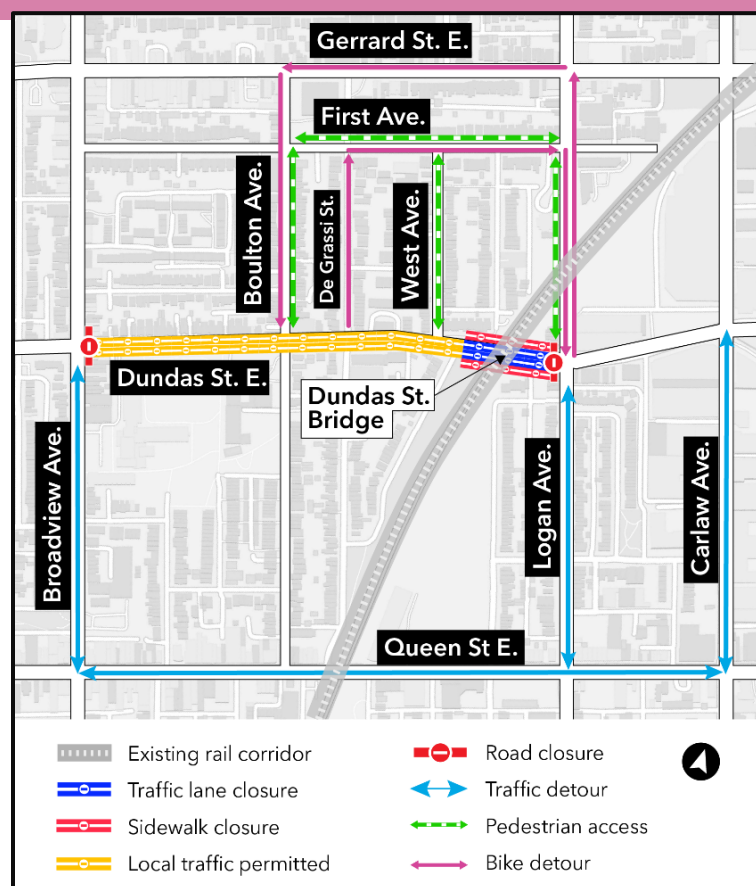 Gerrard St. E.
First Ave.
Boulton Ave.
De Grassi St.
West Ave.
Dundas St. E.
Dundas St.
Bridge
Broadview Ave.
Logan Ave.
Carlaw Ave.
Queen St E.
Existing rail corridor
Traffic lane closure
Sidewalk closure
Local traffic permitted
Road closure
Traffic detour
Pedestrian access
Bike detour